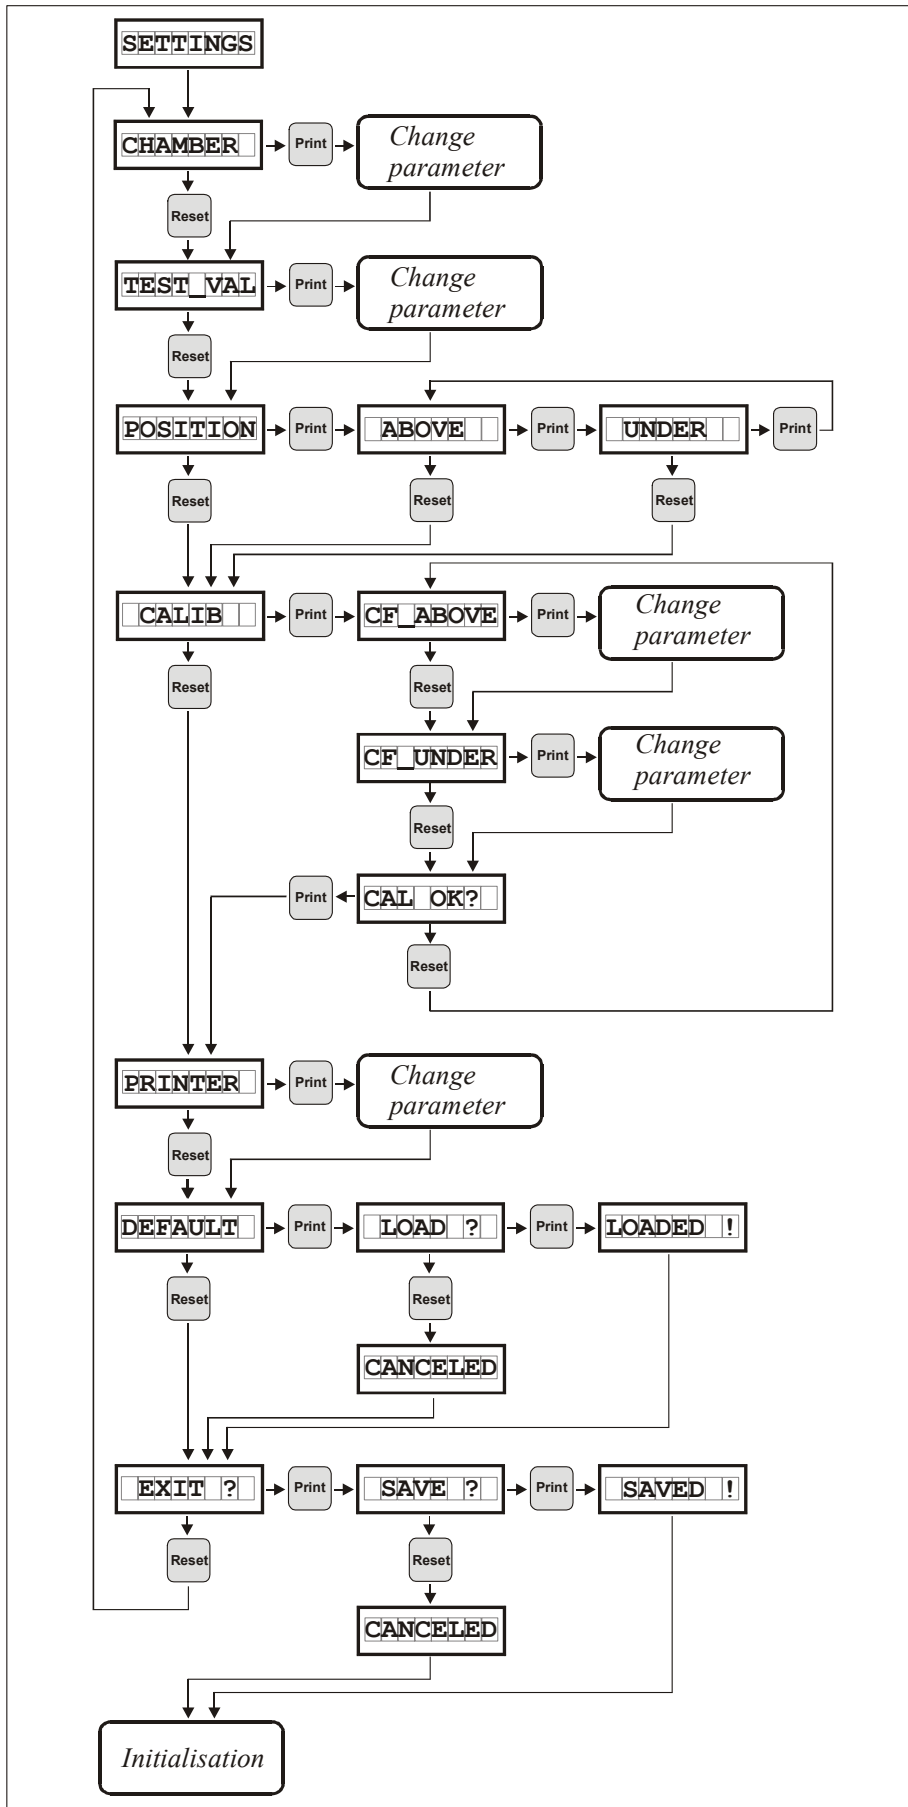 SETTINGS
CHAMBER
Print
Change
parameter
Reset
TEST_VAL
Print
Change
parameter
Reset
POSITION
Print
ABOVE
Print
UNDER
Print
Reset
Reset
Reset
CALIB
Print
CF_ABOVE
Print
Change
parameter
Reset
Reset
CF_UNDER
Print
Change
parameter
Reset
CAL OK?
Print
Reset
PRINTER
Print
Change
parameter
Reset
DEFAULT
Print
LOAD ?
Print
LOADED !
Reset
Reset
CANCELED
EXIT ?
Print
SAVE ?
Print
SAVED !
Reset
Reset
CANCELED
Initialisation